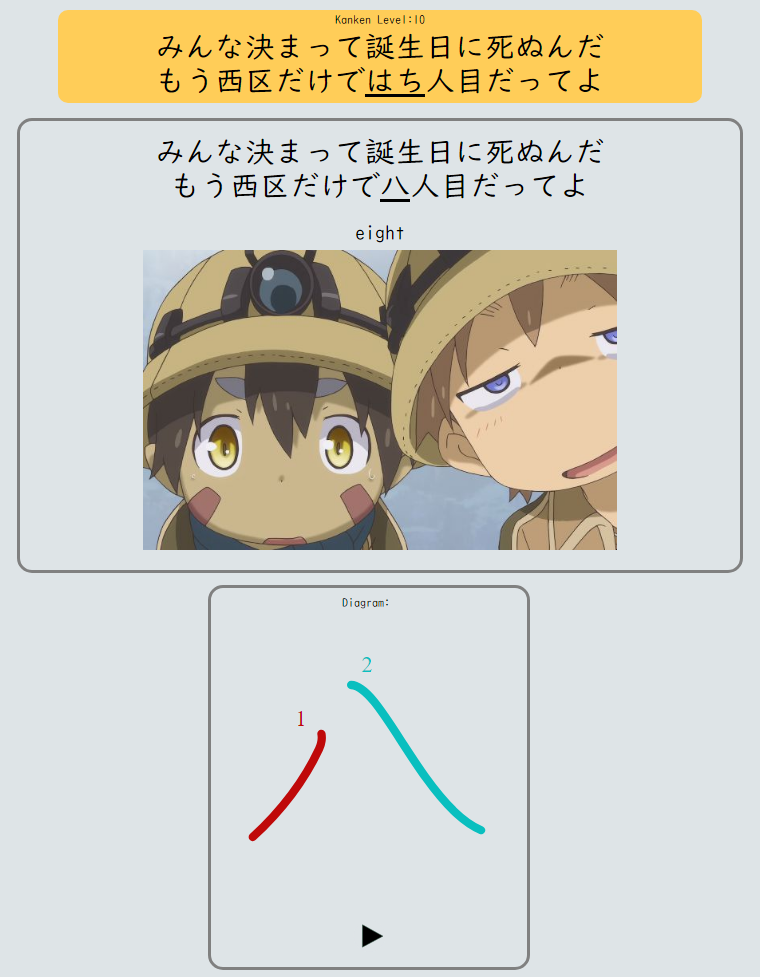 Kanken Level:10
みんな決まって誕生日に死ぬんだ
もう西区だけではち人目だってよ
みんな決まって誕生日に死ぬんだ
もう西区だけで八人目だってよ
eight
Diagram:
2
1